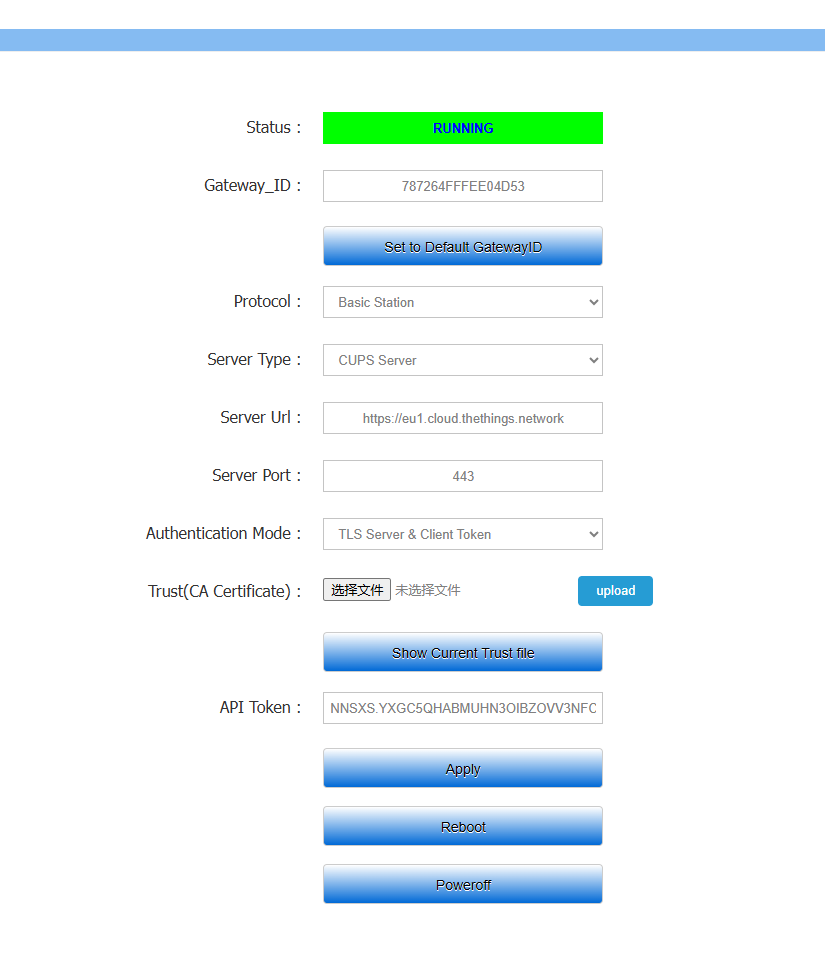 Status : RUNNING
Gateway_ID : 787264FFFEE04D53
Set to Default GatewayID
Protocol : Basic Station
Server Type : CUPS Server
Server Url : https://eu1.cloud.thethings.network
Server Port : 443
Authentication Mode : TLS Server & Client Token
Trust(CA Certificate) : 选择文件 未选择文件 upload
Show Current Trust file
API Token : NNSXS.YXGC5QHABMUHN3OIBZOVV3NFC
Apply
Reboot
Poweroff